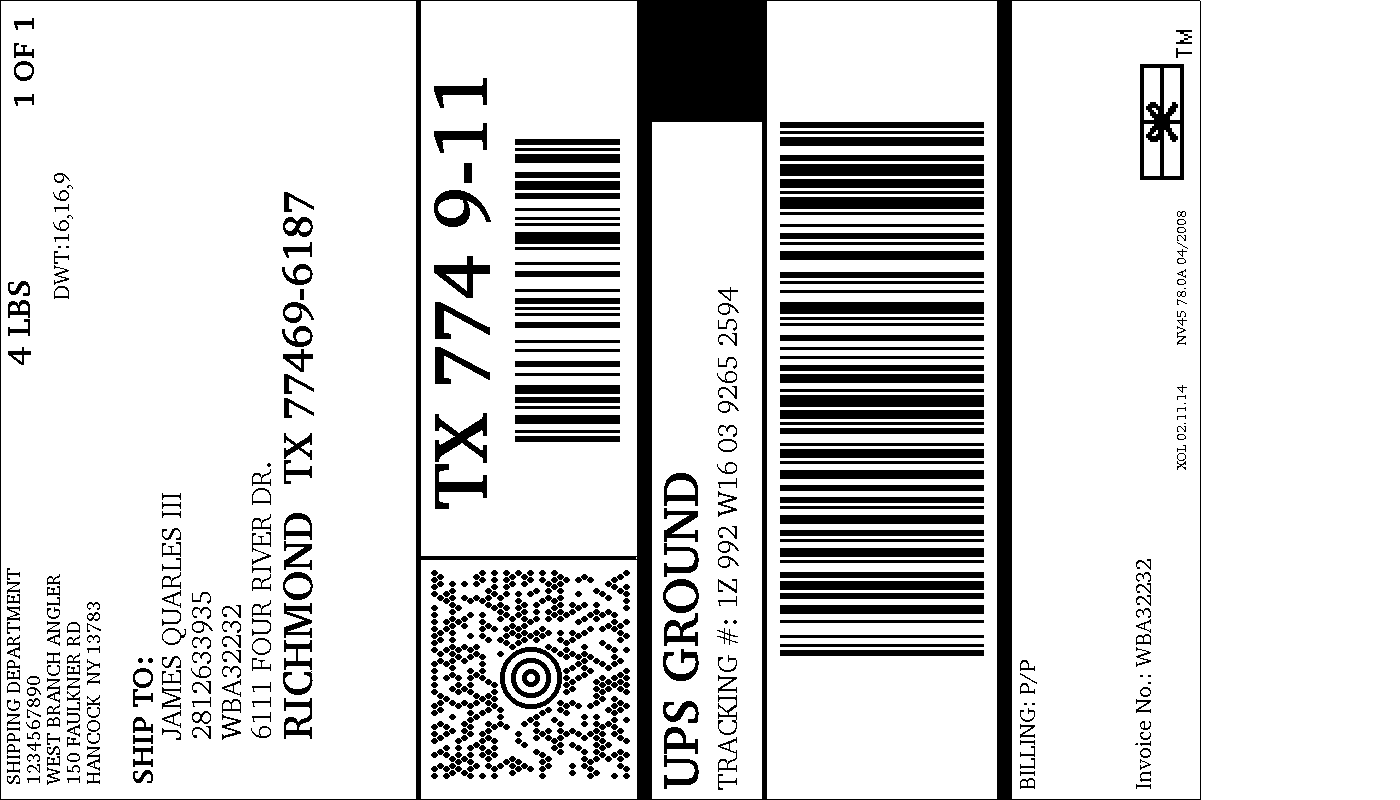 SHIPPING DEPARTMENT
1234567890
WEST BRANCH ANGLER
150 FAULKNER RD
HANCOCK NY 13783
4 LBS
1 OF 1
DWT:16,16,9
SHIP TO:
JAMES QUARLES III
2812633935
WBA32232
6111 FOUR RIVER DR.
RICHMOND TX 77469-6187
TX 774 9-11
UPS GROUND
TRACKING #: 1Z 992 W16 03 9265 2594
BILLING: P/P
Invoice No.: WBA32232
XOL 02.11.14 NV45 78.0A 04/2008
TM